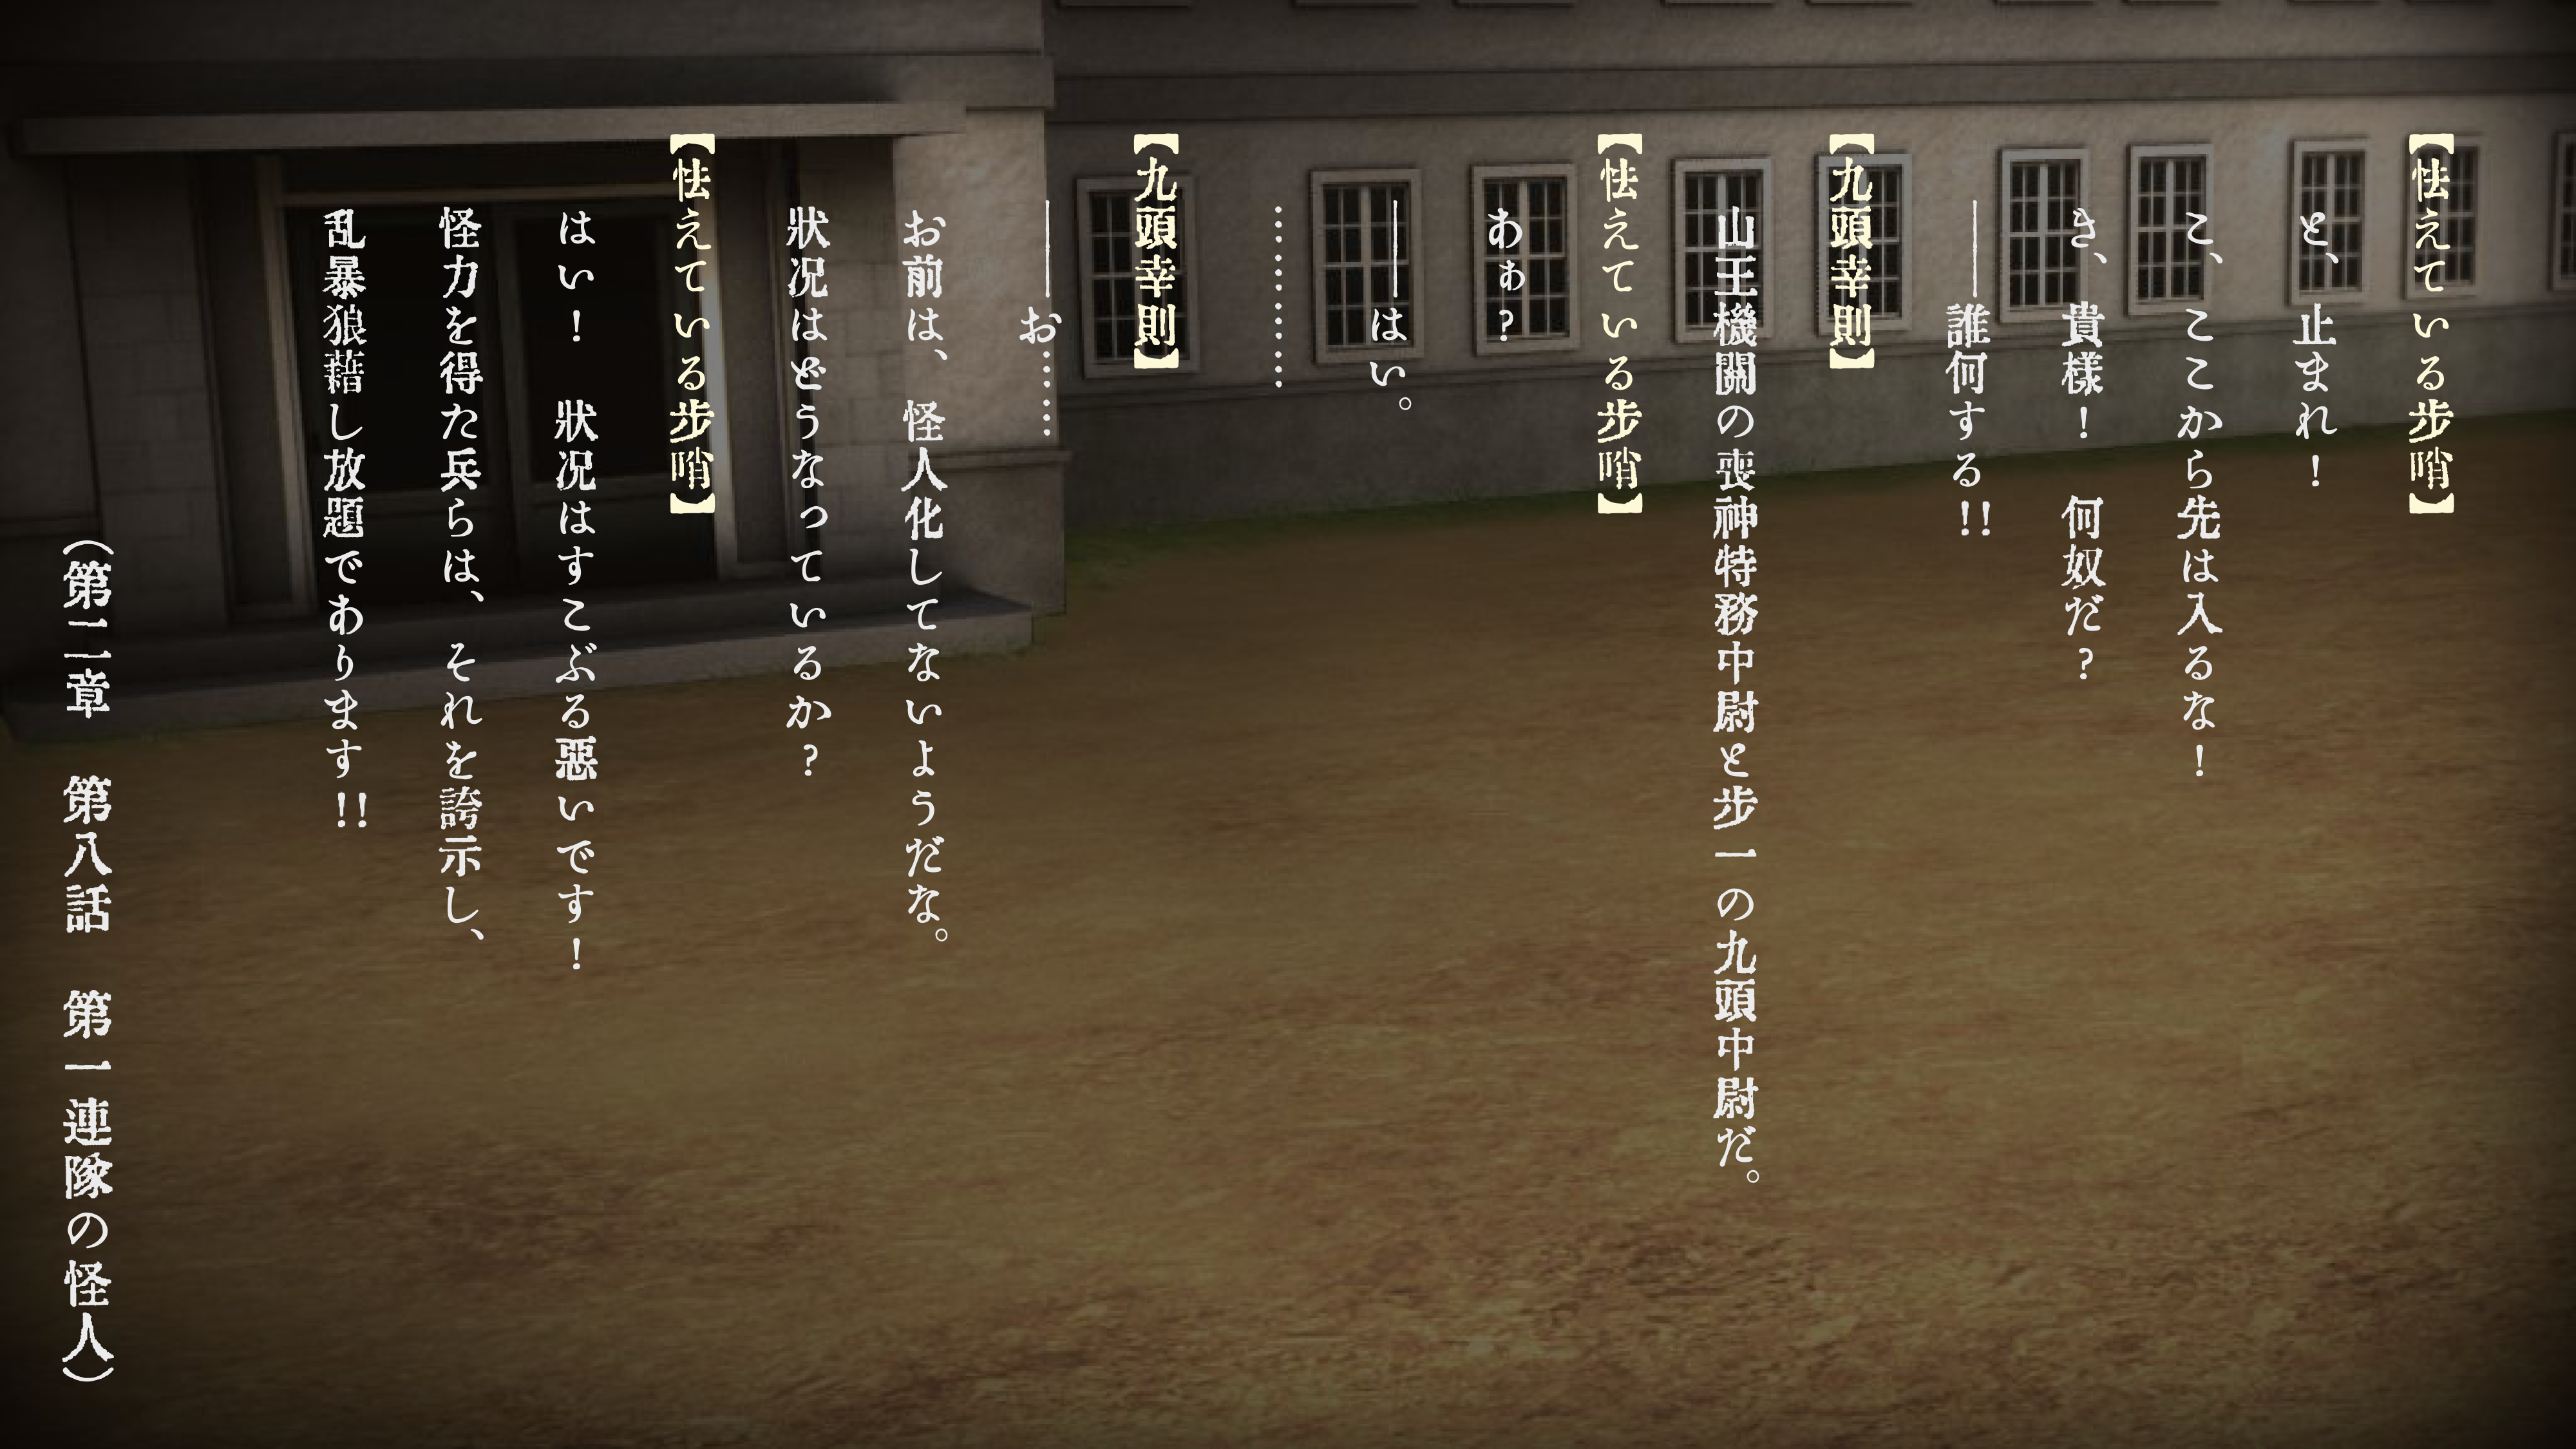 【怯えている步哨】
と、止まれ！
こ、ここから先は入るな！
き、貴樣！　何奴だ？
――誰何する!!
【九頭幸則】
山王機關の喪神特務中尉と步一の九頭中尉だ。
【怯えている步哨】
あぁ？
――はい。
…………
【九頭幸則】
――お……
お前は、怪人化してないようだな。
狀況はどうなっているか？
【怯えている步哨】
はい！　狀況はすこぶる惡いです！
怪力を得た兵らは、それを誇示し、
乱暴狼藉し放題であります!!
（第二章　第八話　第一連隊の怪人）